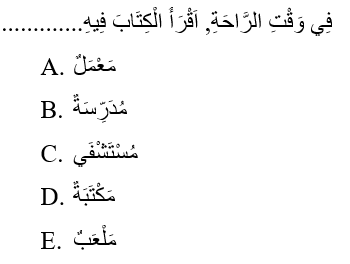 فِي وَقْتِ الرَّاحَةِ, اَقْرَأُ الْكِتَابَ فِيهِ.............
A. مَعْمَلٌ
B. مُدَرِّسَةٌ
C. مُسْتَشْفَي
D. مَكْتَبَةٌ
E. مَلْعَبٌ